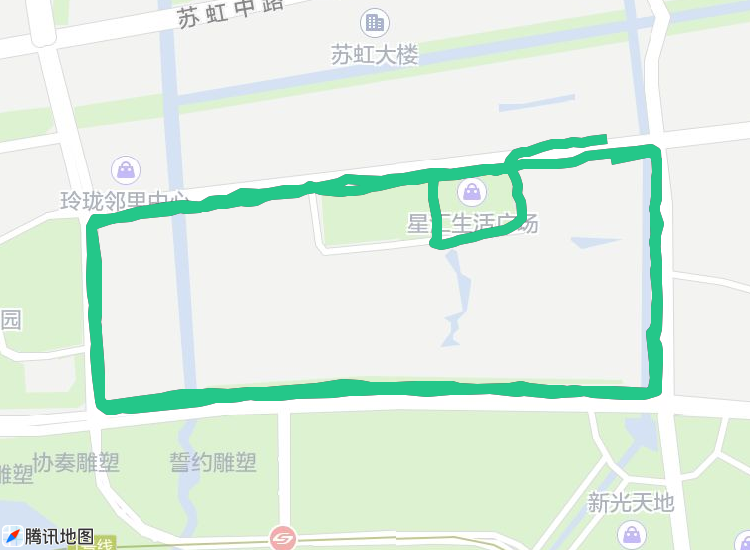 苏虹中路
苏虹大楼
玲珑邻里中心
星汇生活广场
园
协奏雕塑
誓约雕塑
雕塑
新光天地
腾讯地图
号线